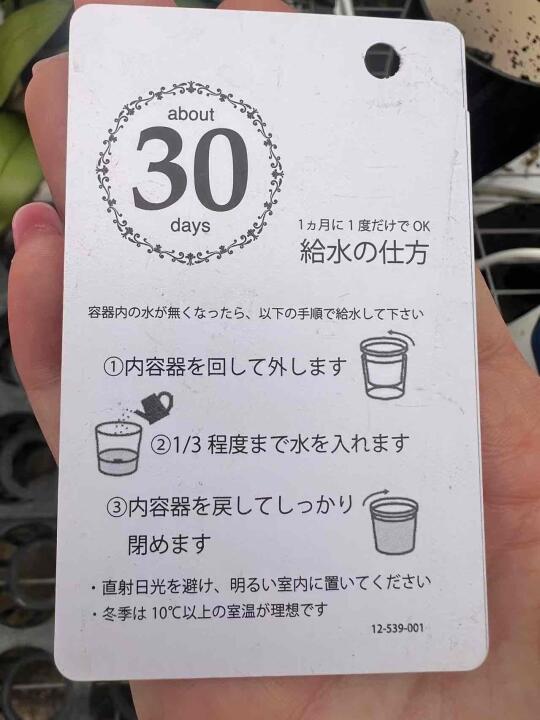 about
30
days
1ヵ月に1度だけで OK
給水の仕方
容器内の水が無くなったら、以下の手順で給水して下さい
①内容器を回して外します
②1/3 程度まで水を入れます
③内容器を戻してしっかり
閉めます
・直射日光を避け、明るい室内に置いてください
・冬季は 10℃以上の室温が理想です
12-539-001